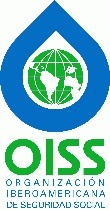 OISS
ORGANIZACIÓN
IBEROAMERICANA
DE SEGURIDAD SOCIAL